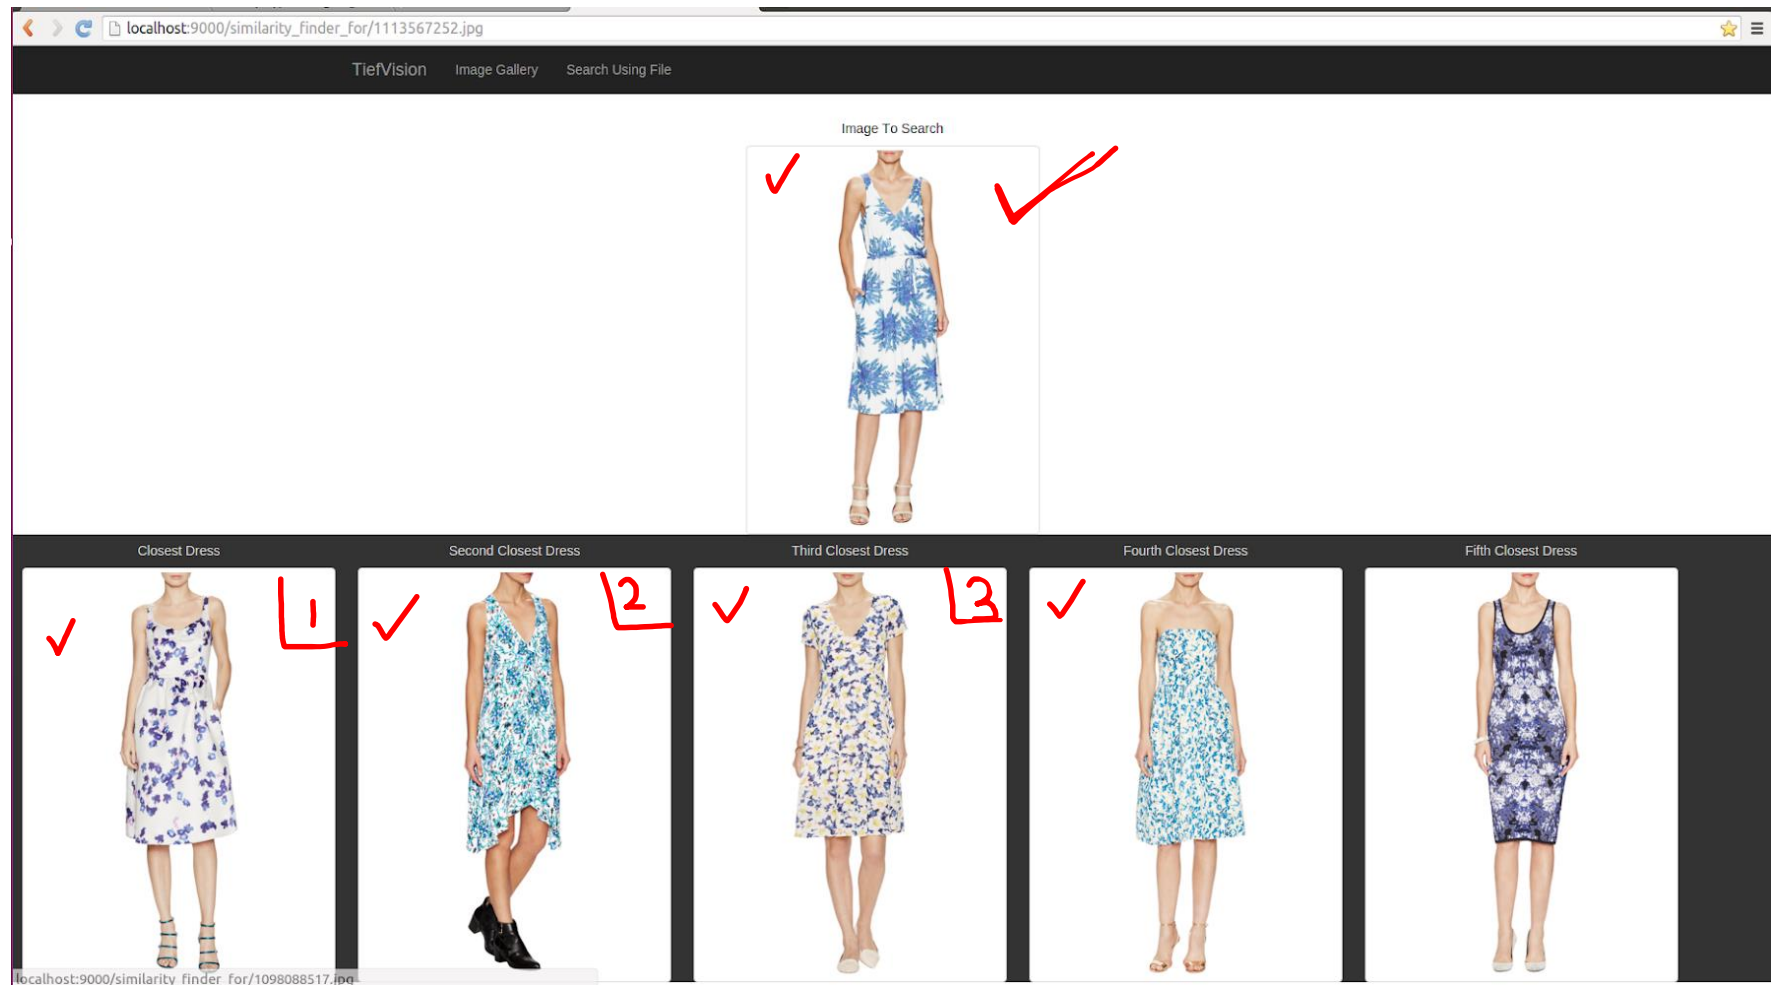 localhost:9000/similarity_finder_for/1113567252.jpg
TiefVision Image Gallery Search Using File
Image To Search
Closest Dress Second Closest Dress Third Closest Dress Fourth Closest Dress Fifth Closest Dress
1 2 3
localhost:9000/similarity_finder_for/1098088517.jpg